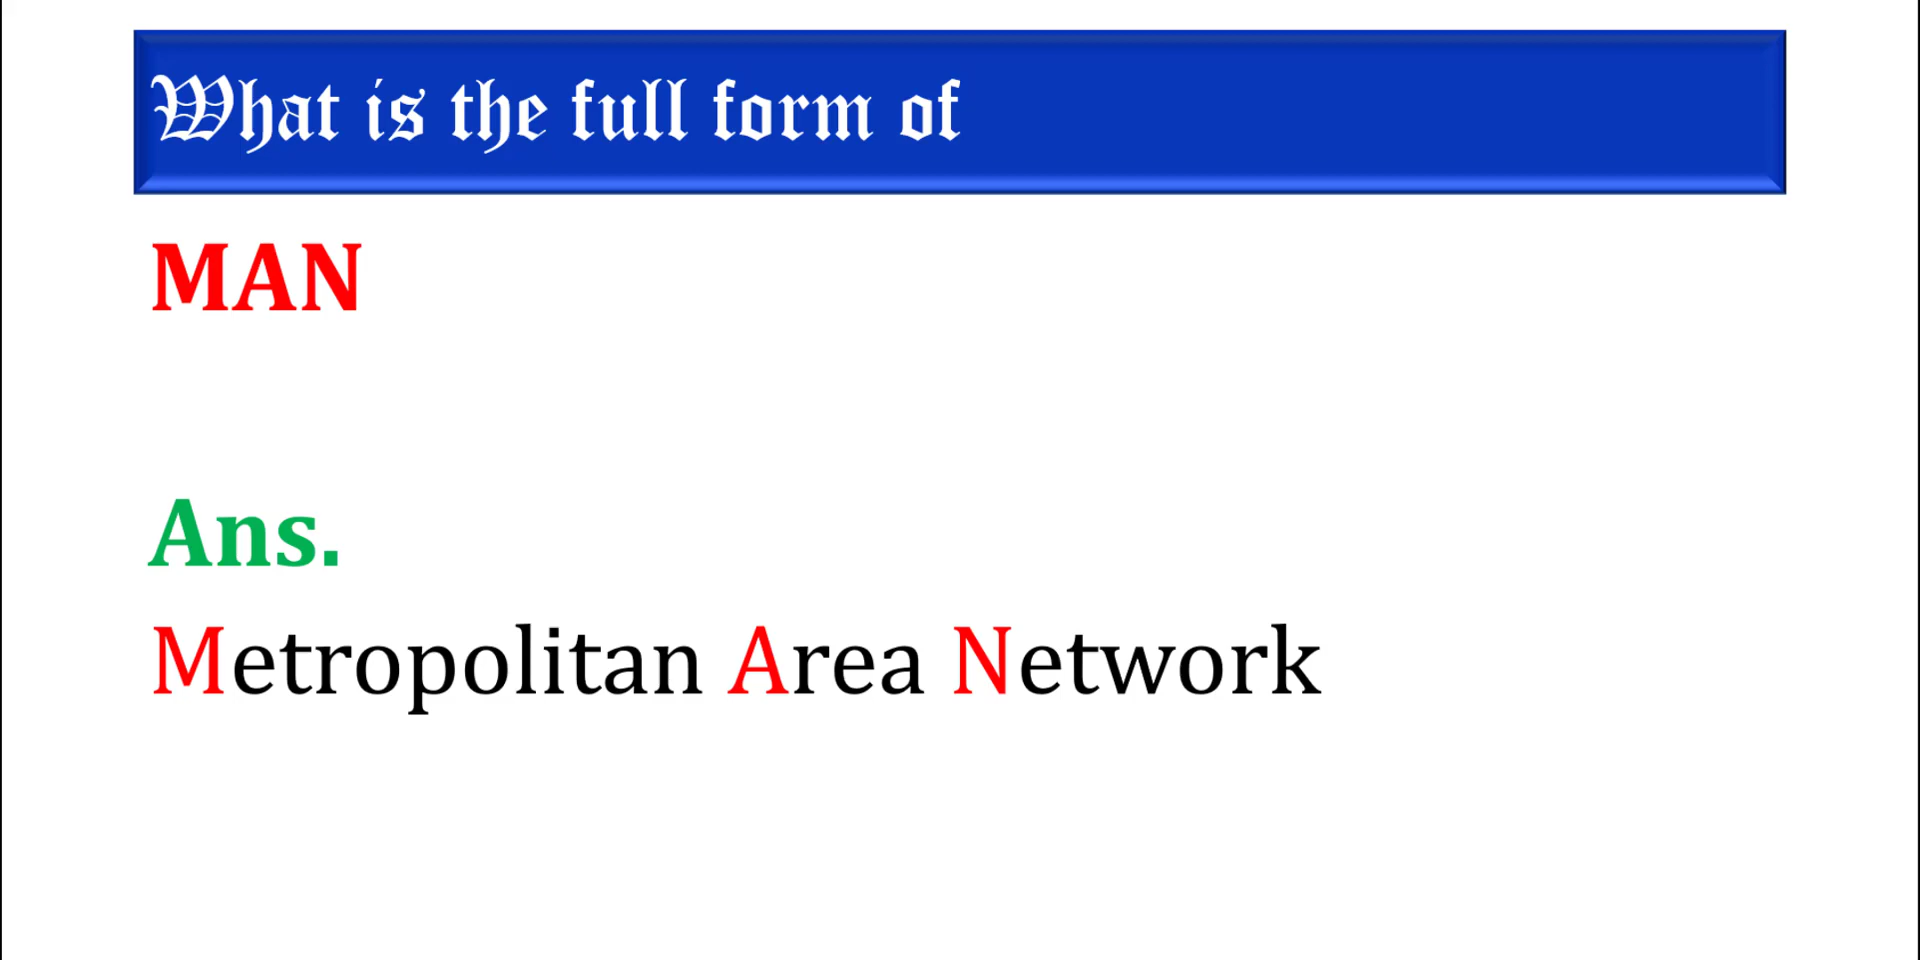 What is the full form of
MAN
Ans.
Metropolitan Area Network